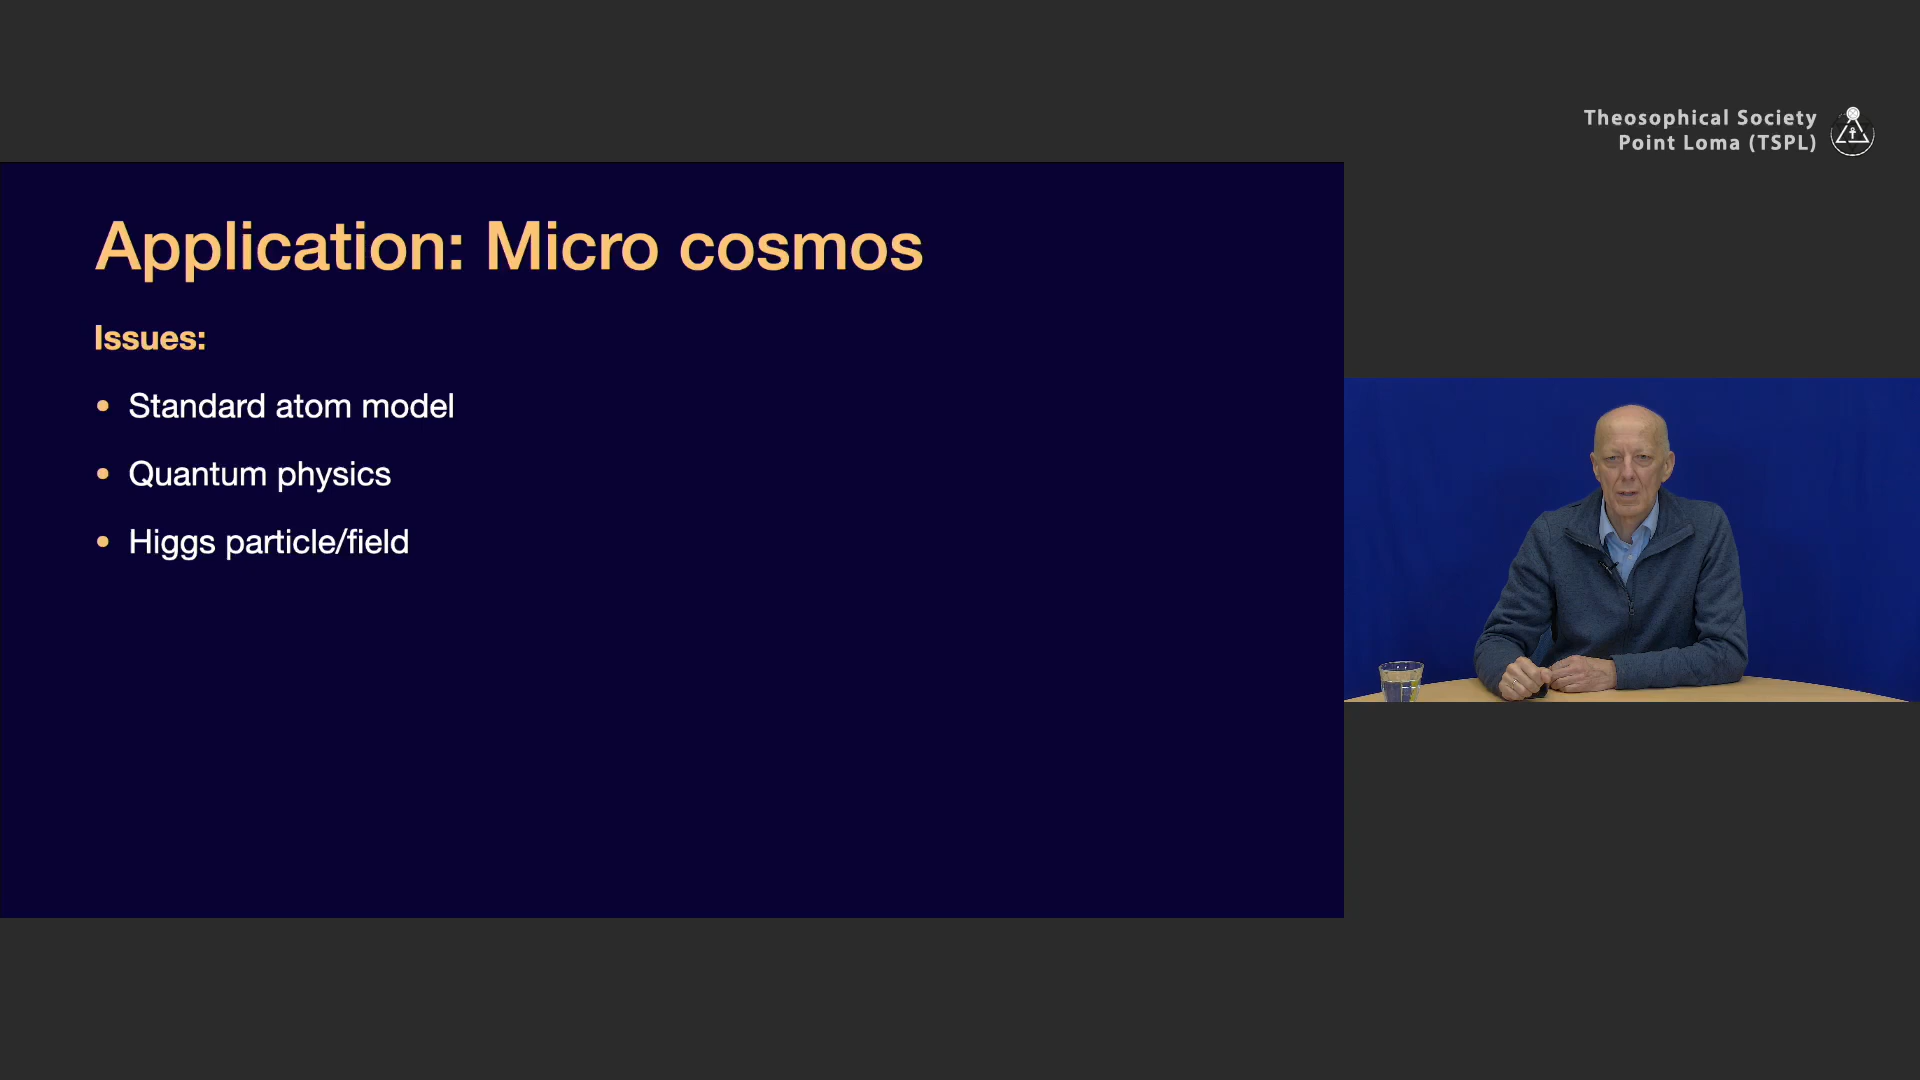 Theosophical Society
Point Loma (TSPL)
Application: Micro cosmos
Issues:
• Standard atom model
• Quantum physics
• Higgs particle/field